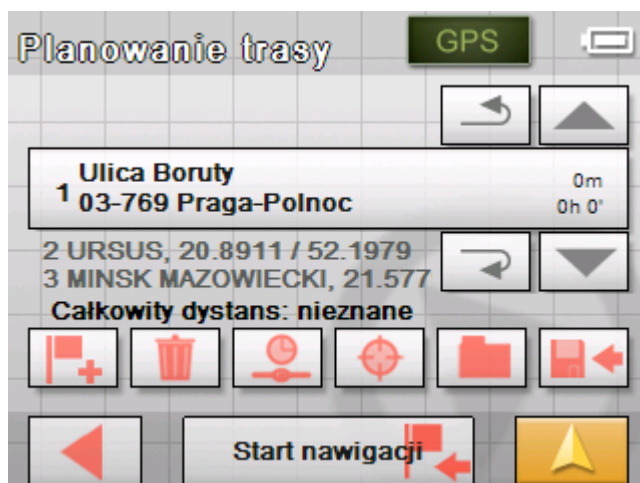 Planowanie trasy GPS
1 Ulica Boruty 0m
03-769 Praga-Polnoc 0h 0'
2 URSUS, 20.8911 / 52.1979
3 MINSK MAZOWIECKI, 21.577
Całkowity dystans: nieznane
Start nawigacji